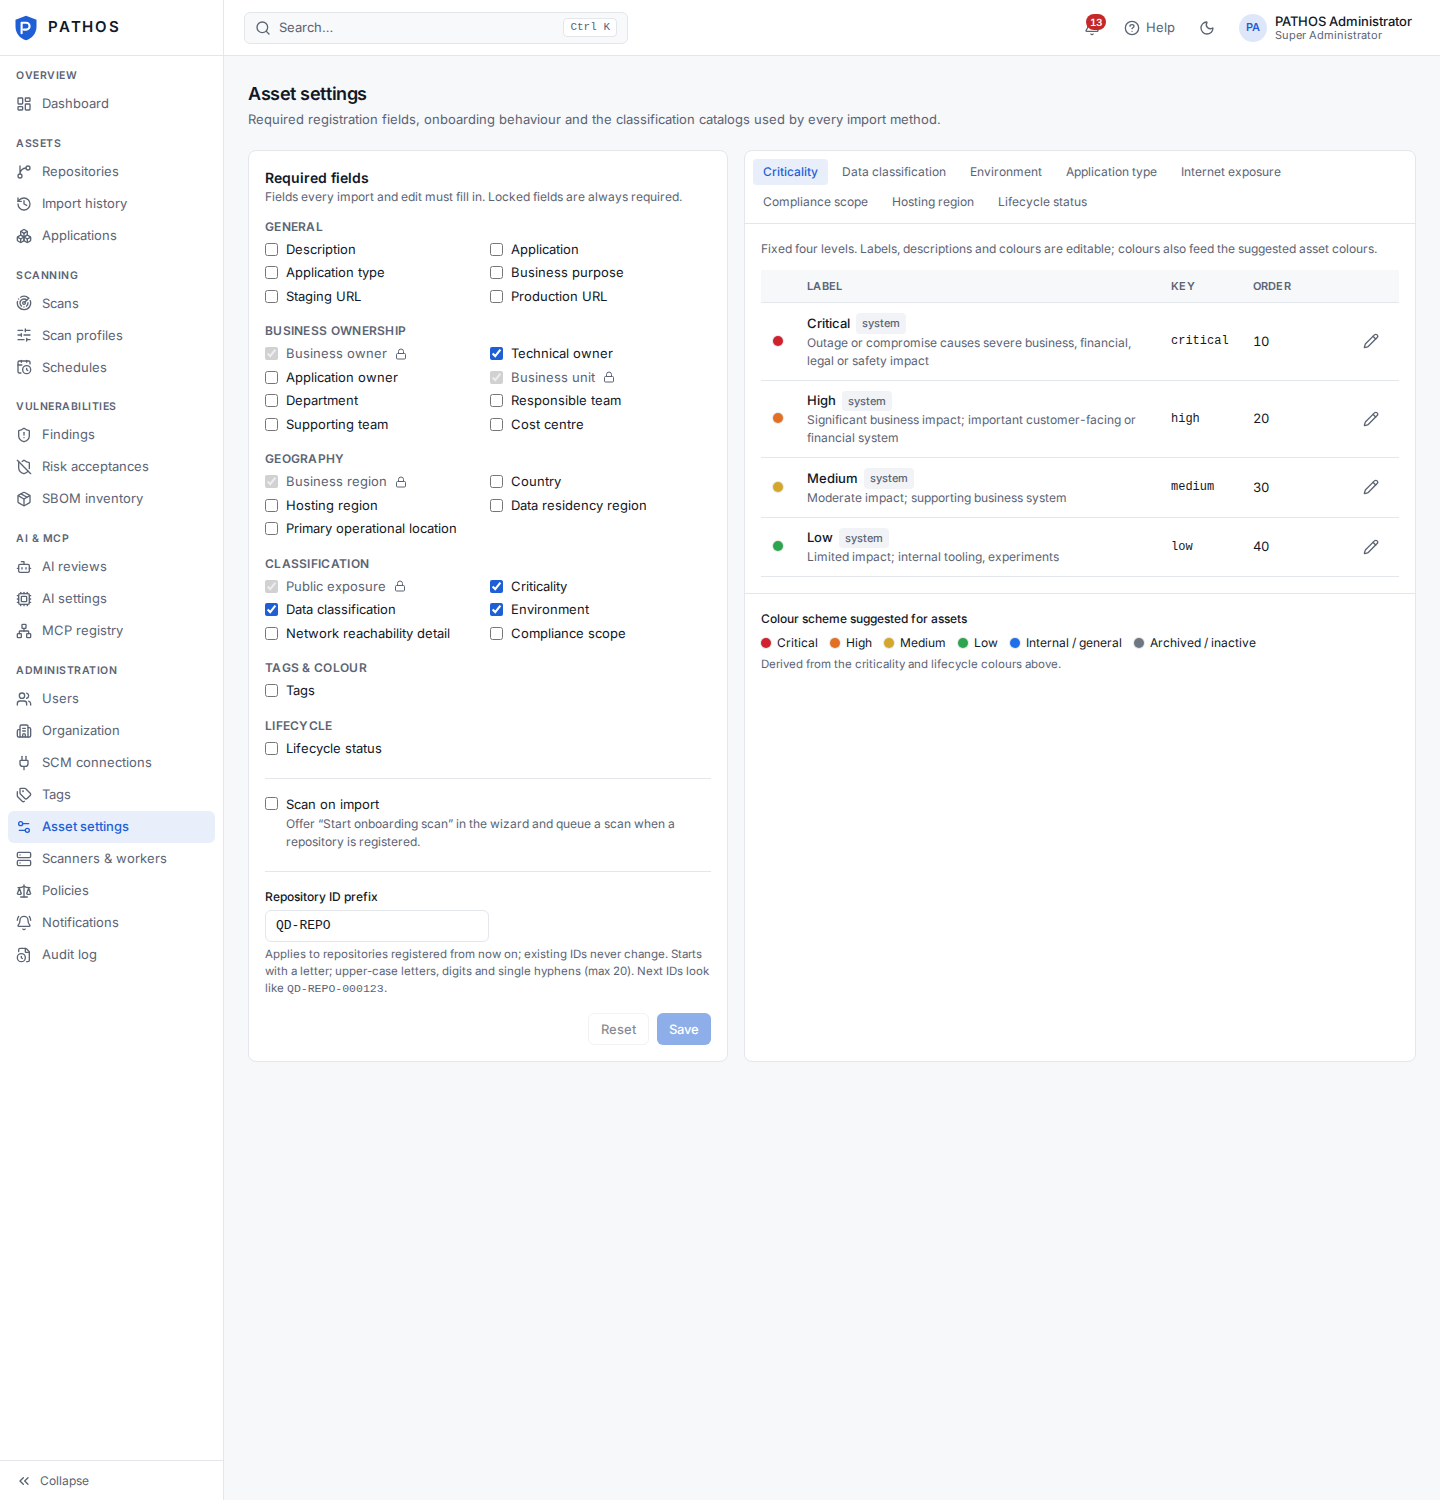 PATHOS
Search...
Ctrl K
13
Help
PA
PATHOS Administrator
Super Administrator
OVERVIEW
Dashboard
ASSETS
Repositories
Import history
Applications
SCANNING
Scans
Scan profiles
Schedules
VULNERABILITIES
Findings
Risk acceptances
SBOM inventory
AI & MCP
AI reviews
AI settings
MCP registry
ADMINISTRATION
Users
Organization
SCM connections
Tags
Asset settings
Scanners & workers
Policies
Notifications
Audit log
Collapse
Asset settings
Required registration fields, onboarding behaviour and the classification catalogs used by every import method.
Required fields
Fields every import and edit must fill in. Locked fields are always required.
GENERAL
Description
Application
Application type
Business purpose
Staging URL
Production URL
BUSINESS OWNERSHIP
Business owner
Technical owner
Application owner
Business unit
Department
Responsible team
Supporting team
Cost centre
GEOGRAPHY
Business region
Country
Hosting region
Data residency region
Primary operational location
CLASSIFICATION
Public exposure
Criticality
Data classification
Environment
Network reachability detail
Compliance scope
TAGS & COLOUR
Tags
LIFECYCLE
Lifecycle status
Scan on import
Offer “Start onboarding scan” in the wizard and queue a scan when a
repository is registered.
Repository ID prefix
QD-REPO
Applies to repositories registered from now on; existing IDs never change. Starts
with a letter; upper-case letters, digits and single hyphens (max 20). Next IDs look
like QD-REPO-000123.
Reset
Save
Criticality
Data classification
Environment
Application type
Internet exposure
Compliance scope
Hosting region
Lifecycle status
Fixed four levels. Labels, descriptions and colours are editable; colours also feed the suggested asset colours.
LABEL
KEY
ORDER
Critical system
Outage or compromise causes severe business, financial,
legal or safety impact
critical
10
High system
Significant business impact; important customer-facing or
financial system
high
20
Medium system
Moderate impact; supporting business system
medium
30
Low system
Limited impact; internal tooling, experiments
low
40
Colour scheme suggested for assets
Critical
High
Medium
Low
Internal / general
Archived / inactive
Derived from the criticality and lifecycle colours above.